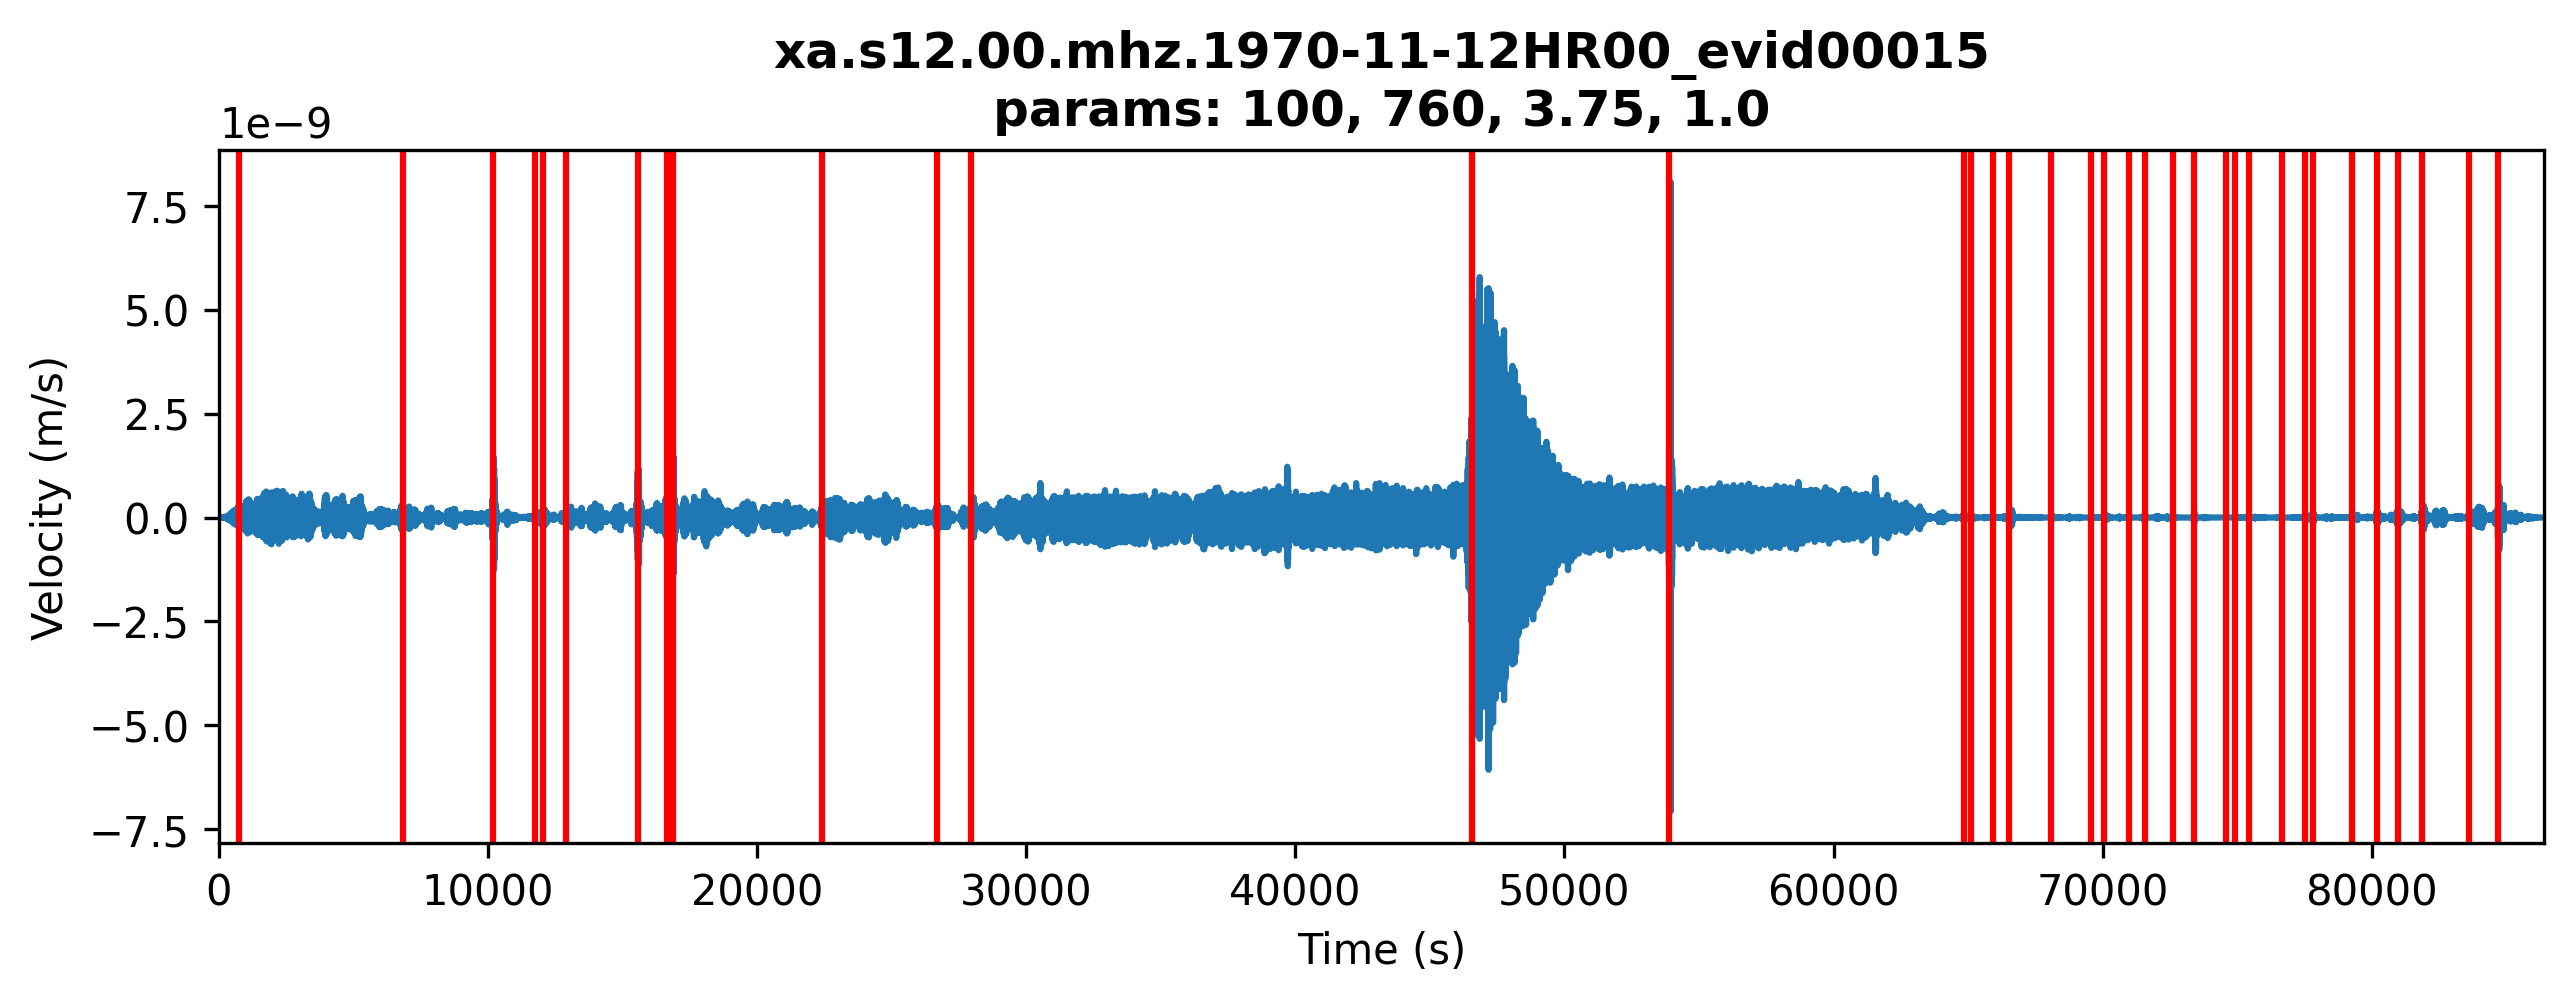 xa.s12.00.mhz.1970-11-12HR00_evid00015
params: 100, 760, 3.75, 1.0
1e−9
7.5
5.0
2.5
0.0
−2.5
−5.0
−7.5
Velocity (m/s)
0 10000 20000 30000 40000 50000 60000 70000 80000
Time (s)